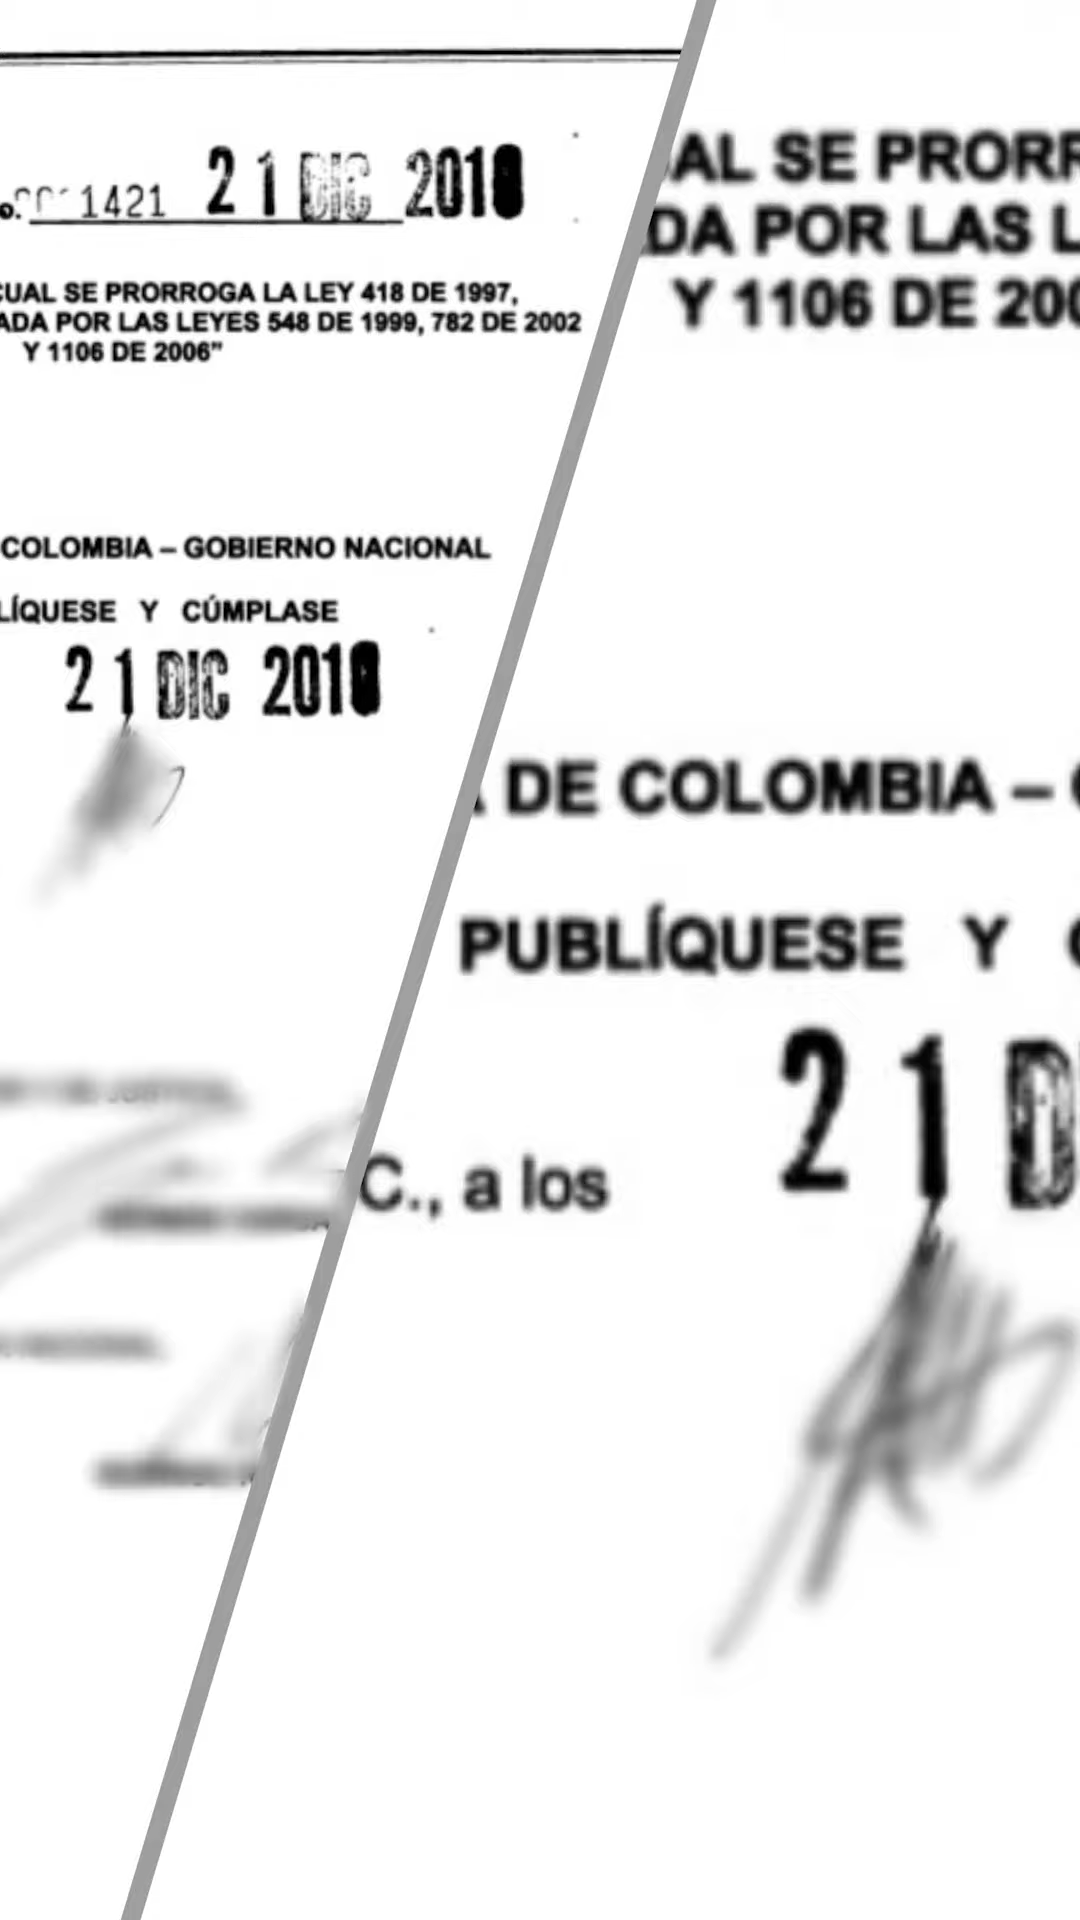 o. 1421 21 DIC 2010
CUAL SE PRORROGA LA LEY 418 DE 1997,
ADA POR LAS LEYES 548 DE 1999, 782 DE 2002
Y 1106 DE 2006”
COLOMBIA – GOBIERNO NACIONAL
LÍQUESE Y CÚMPLASE
21 DIC 2010
AL SE PRORR
DA POR LAS L
Y 1106 DE 200
DE COLOMBIA –
PUBLÍQUESE Y
C., a los 21 D